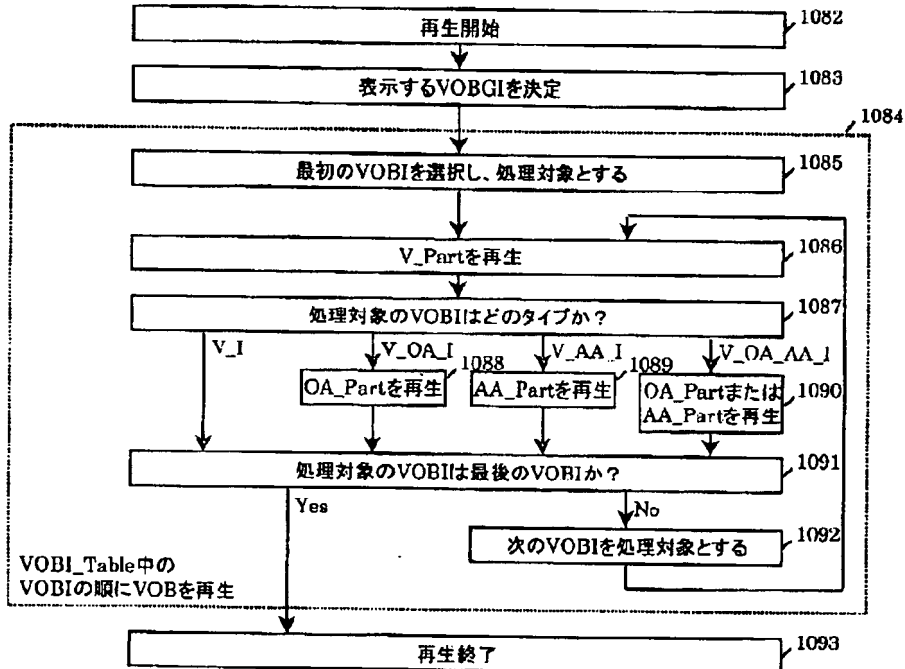 再生開始
1082
表示するVOBGIを決定
1083
1084
最初のVOBIを選択し、処理対象とする
1085
V_Partを再生
1086
処理対象のVOBIはどのタイプか？
1087
V_I
V_OA_I
V_AA_I
V_OA_AA_I
1088
1089
OA_Partを再生
AA_Partを再生
OA_Partまたは
AA_Partを再生
1090
処理対象のVOBIは最後のVOBIか？
1091
Yes
No
次のVOBIを処理対象とする
1092
VOBI_Table中の
VOBIの順にVOBを再生
再生終了
1093